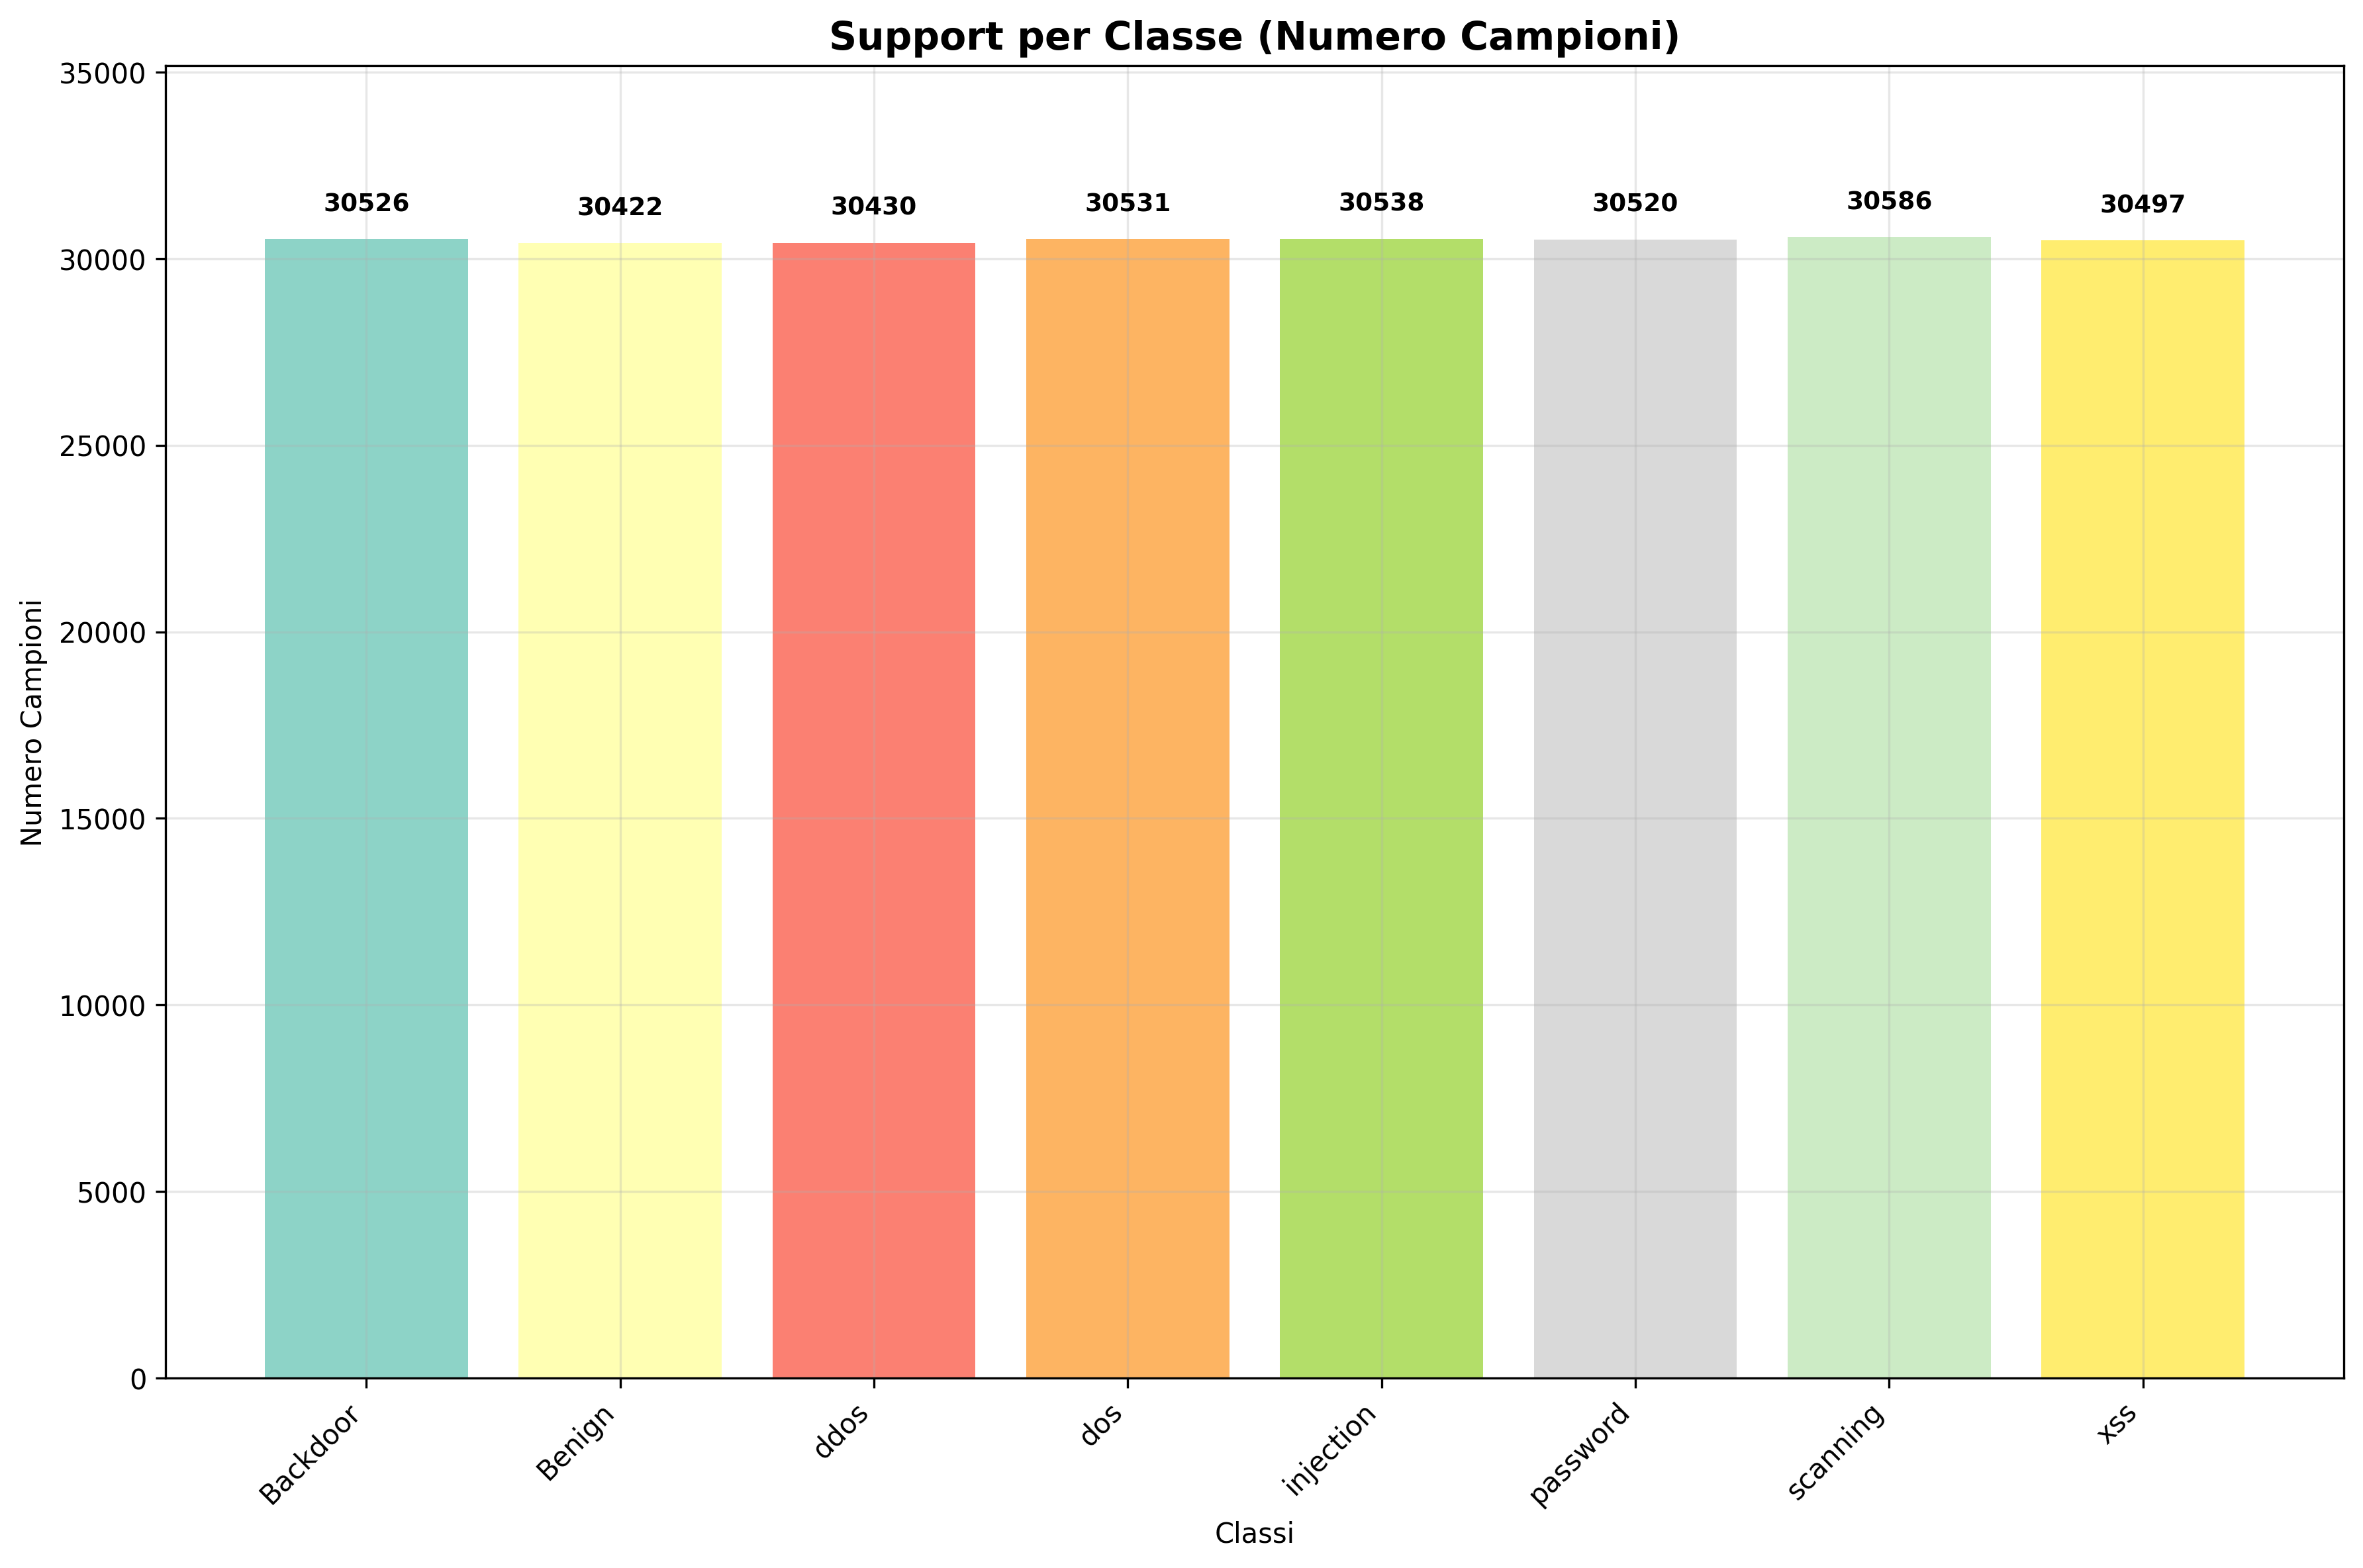 Support per Classe (Numero Campioni)
35000
30000
25000
20000
15000
10000
5000
0
Numero Campioni
30526
30422
30430
30531
30538
30520
30586
30497
Backdoor
Benign
ddos
dos
injection
password
scanning
xss
Classi